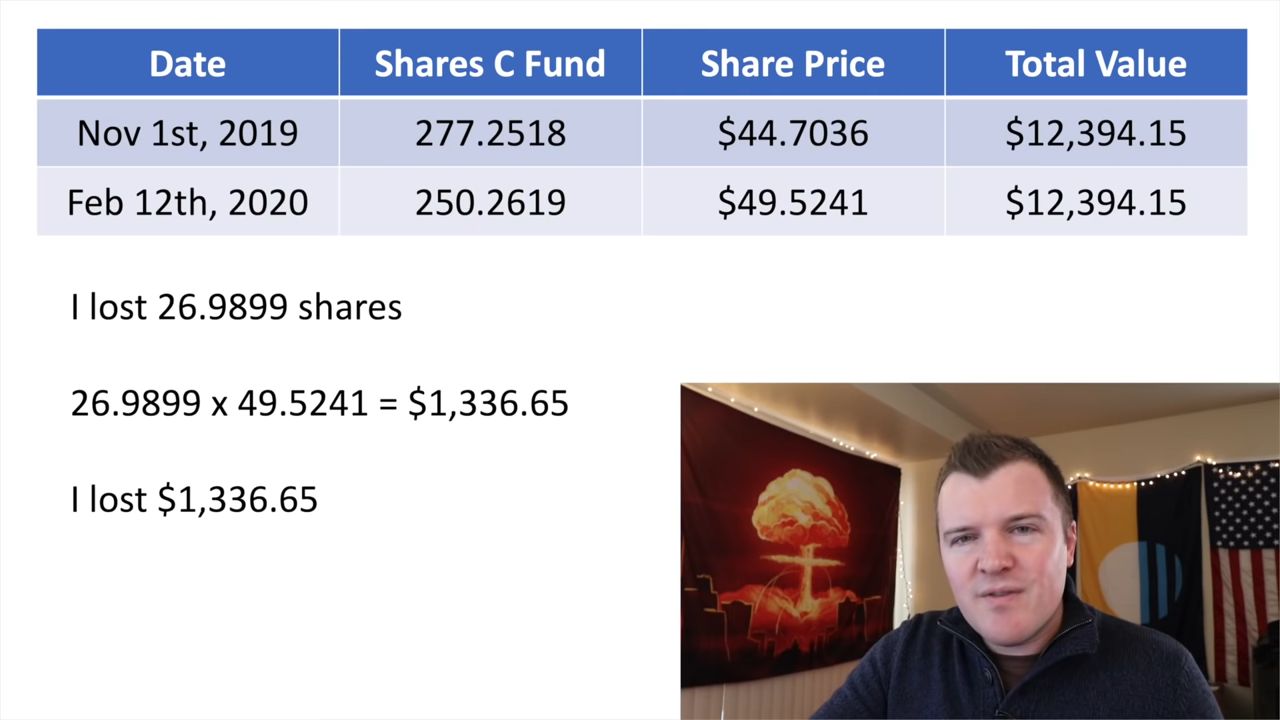 Date Shares C Fund Share Price Total Value
Nov 1st, 2019 277.2518 $44.7036 $12,394.15
Feb 12th, 2020 250.2619 $49.5241 $12,394.15
I lost 26.9899 shares
26.9899 x 49.5241 = $1,336.65
I lost $1,336.65